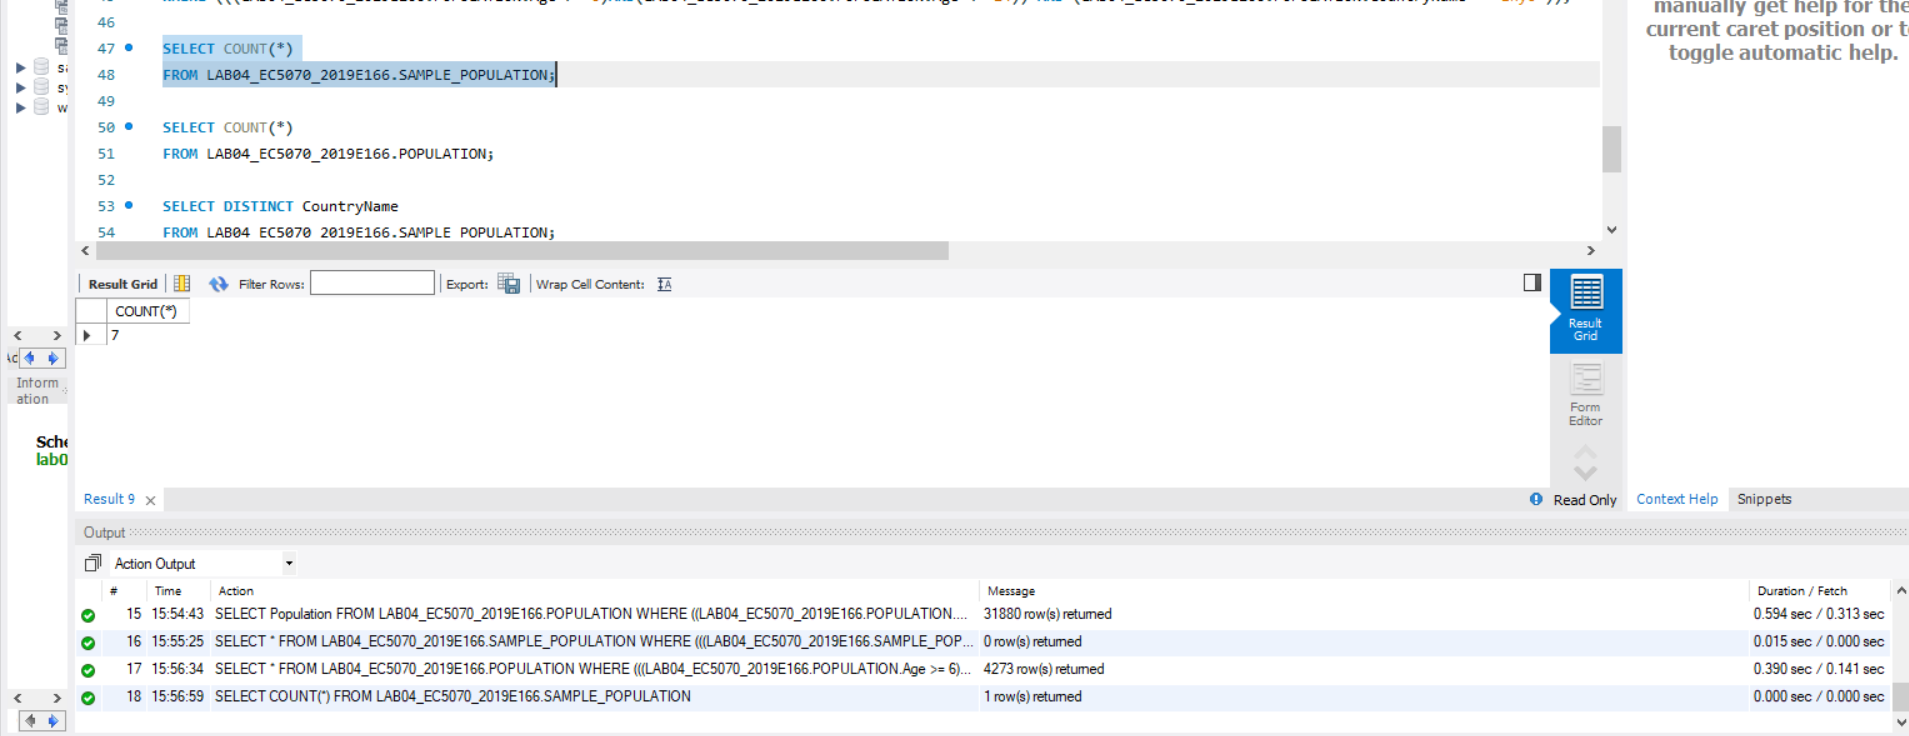 manually get help for the
current caret position or to
toggle automatic help.
46
47 SELECT COUNT(*)
48 FROM LAB04_EC5070_2019E166.SAMPLE_POPULATION;
49
50 SELECT COUNT(*)
51 FROM LAB04_EC5070_2019E166.POPULATION;
52
53 SELECT DISTINCT CountryName
54 FROM LAB04_EC5070_2019E166.SAMPLE_POPULATION;
Result Grid Filter Rows: Export: Wrap Cell Content: IA
COUNT(*)
7
Result
Grid
Form
Editor
Inform
ation
Sche
lab0
Result 9 Read Only Context Help Snippets
Output
Action Output
# Time Action Message Duration / Fetch
15 15:54:43 SELECT Population FROM LAB04_EC5070_2019E166.POPULATION WHERE ((LAB04_EC5070_2019E166.POPULATION.... 31880 row(s) returned 0.594 sec / 0.313 sec
16 15:55:25 SELECT * FROM LAB04_EC5070_2019E166.SAMPLE_POPULATION WHERE (((LAB04_EC5070_2019E166.SAMPLE_POP... 0 row(s) returned 0.015 sec / 0.000 sec
17 15:56:34 SELECT * FROM LAB04_EC5070_2019E166.POPULATION WHERE (((LAB04_EC5070_2019E166.POPULATION.Age >= 6)... 4273 row(s) returned 0.390 sec / 0.141 sec
18 15:56:59 SELECT COUNT(*) FROM LAB04_EC5070_2019E166.SAMPLE_POPULATION 1 row(s) returned 0.000 sec / 0.000 sec